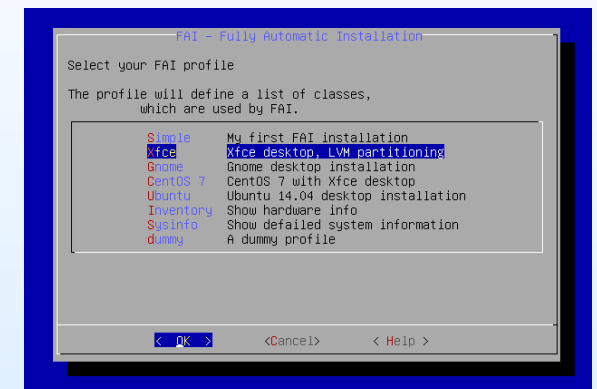 FAI - Fully Automatic Installation
Select your FAI profile
The profile will define a list of classes,
which are used by FAI.
Simple My first FAI installation
Xfce Xfce desktop, LVM partitioning
Gnome Gnome desktop installation
CentOS 7 CentOS 7 with Xfce desktop
Ubuntu Ubuntu 14.04 desktop installation
Inventory Show hardware info
Sysinfo Show defailed system information
dummy A dummy profile
< OK > <Cancel> < Help >